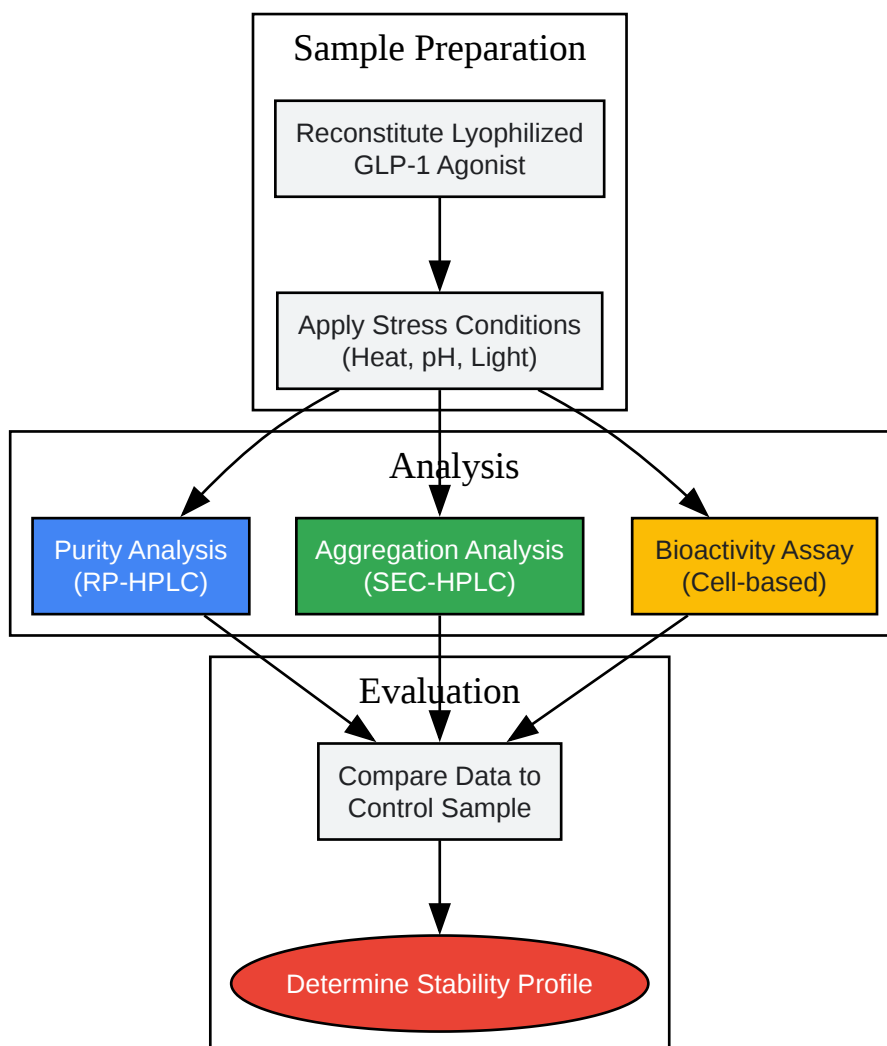 Sample Preparation
Reconstitute Lyophilized
GLP-1 Agonist
Apply Stress Conditions
(Heat, pH, Light)
Analysis
Purity Analysis
(RP-HPLC)
Aggregation Analysis
(SEC-HPLC)
Bioactivity Assay
(Cell-based)
Evaluation
Compare Data to
Control Sample
Determine Stability Profile